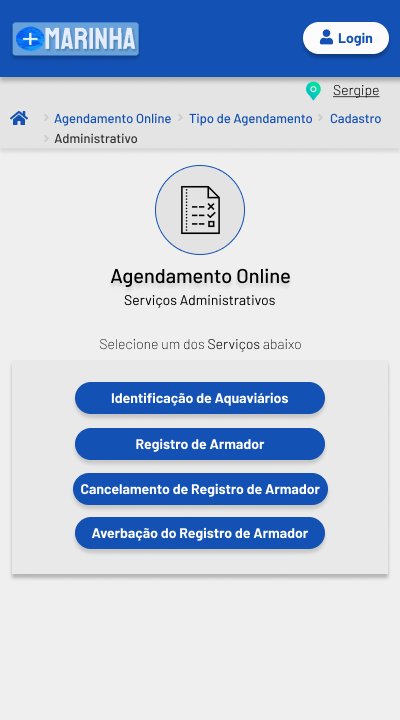 MARINHA
Login
Sergipe
Agendamento Online > Tipo de Agendamento > Cadastro
> Administrativo
Agendamento Online
Serviços Administrativos
Selecione um dos Serviços abaixo
Identificação de Aquaviários
Registro de Armador
Cancelamento de Registro de Armador
Averbação do Registro de Armador